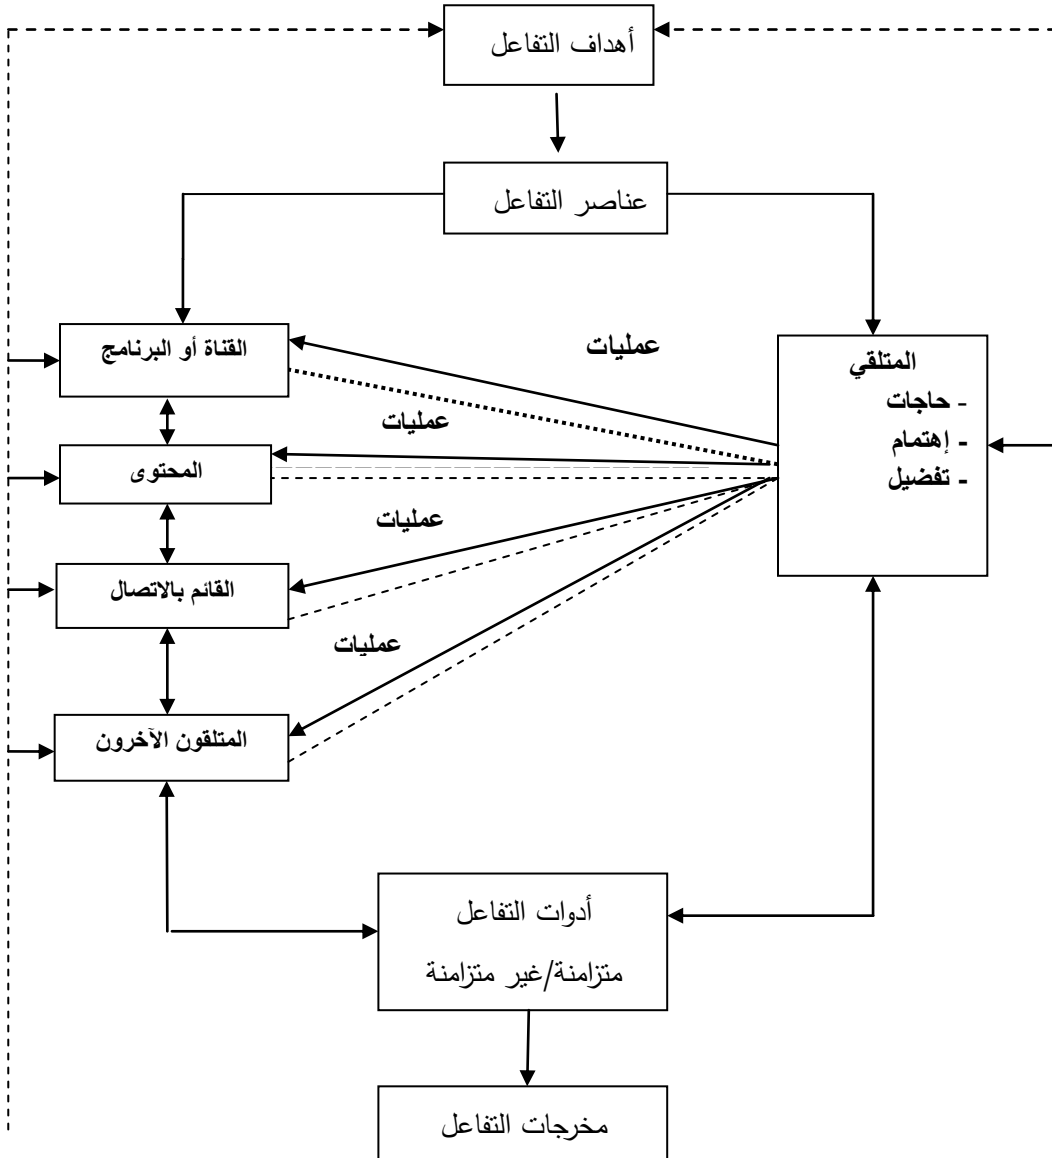 أهداف التفاعل
عناصر التفاعل
المتلقي
- حاجات
- إهتمام
- تفضيل
عمليات
القناة أو البرنامج
عمليات
المحتوى
عمليات
القائم بالاتصال
عمليات
المتلقون الآخرون
أدوات التفاعل
متزامنة/غير متزامنة
مخرجات التفاعل